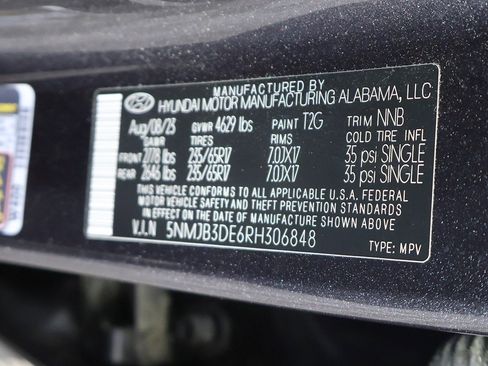 MANUFACTURED BY
HYUNDAI MOTOR MANUFACTURING ALABAMA, LLC
Aug/08/23 GVWR 4629 lbs PAINT T2G TRIM NNB
GAWR TIRES RIMS COLD TIRE INFL
FRONT 2778 lbs 235/65R17 7.0JX17 35 psi SINGLE
REAR 2646 lbs 235/65R17 7.0JX17 35 psi SINGLE
THIS VEHICLE CONFORMS TO ALL APPLICABLE U.S.A. FEDERAL
MOTOR VEHICLE SAFETY AND THEFT PREVENTION STANDARDS
IN EFFECT ON THE DATE OF MANUFACTURE SHOWN ABOVE
V.I.N 5NMJB3DE6RH306848
TYPE: MPV